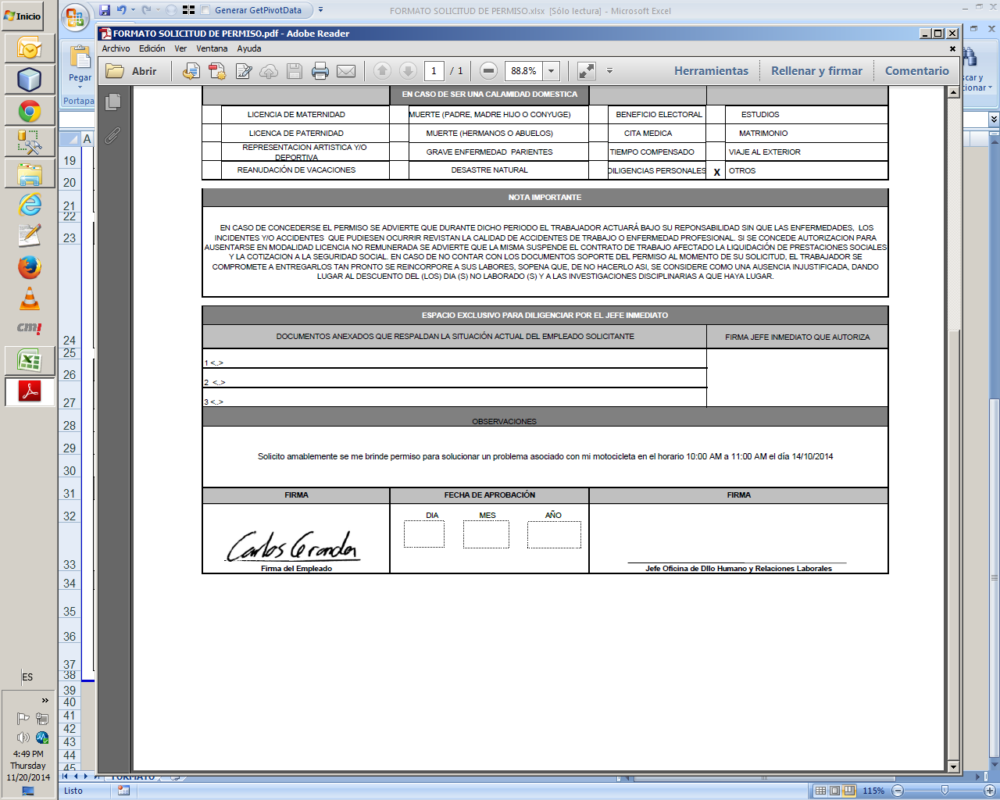 Inicio
Generar GetPivotData
FORMATO SOLICITUD DE PERMISO.xlsx [Sólo lectura] - Microsoft Excel
FORMATO SOLICITUD DE PERMISO.pdf - Adobe Reader
Archivo Edición Ver Ventana Ayuda
Abrir 1 / 1 88.8% Herramientas Rellenar y firmar Comentario
Pegar
Portapa
EN CASO DE SER UNA CALAMIDAD DOMESTICA
LICENCIA DE MATERNIDAD MUERTE (PADRE, MADRE HIJO O CONYUGE) BENEFICIO ELECTORAL ESTUDIOS
LICENCA DE PATERNIDAD MUERTE (HERMANOS O ABUELOS) CITA MEDICA MATRIMONIO
REPRESENTACION ARTISTICA Y/O DEPORTIVA GRAVE ENFERMEDAD PARIENTES TIEMPO COMPENSADO VIAJE AL EXTERIOR
REANUDACIÓN DE VACACIONES DESASTRE NATURAL DILIGENCIAS PERSONALES X OTROS
NOTA IMPORTANTE
EN CASO DE CONCEDERSE EL PERMISO SE ADVIERTE QUE DURANTE DICHO PERIODO EL TRABAJADOR ACTUARÁ BAJO SU REPONSABILIDAD SIN QUE LAS ENFERMEDADES, LOS
INCIDENTES Y/O ACCIDENTES QUE PUDIESEN OCURRIR REVISTAN LA CALIDAD DE ACCIDENTES DE TRABAJO O ENFERMEDAD PROFESIONAL. SI SE CONCEDE AUTORIZACION PARA
AUSENTARSE EN MODALIDAD LICENCIA NO REMUNERADA SE ADVIERTE QUE LA MISMA SUSPENDE EL CONTRATO DE TRABAJO AFECTADO LA LIQUIDACIÓN DE PRESTACIONES SOCIALES
Y LA COTIZACION A LA SEGURIDAD SOCIAL. EN CASO DE NO CONTAR CON LOS DOCUMENTOS SOPORTE DEL PERMISO AL MOMENTO DE SU SOLICITUD, EL TRABAJADOR SE
COMPROMETE A ENTREGARLOS TAN PRONTO SE REINCORPORE A SUS LABORES, SOPENA QUE, DE NO HACERLO ASI, SE CONSIDERE COMO UNA AUSENCIA INJUSTIFICADA, DANDO
LUGAR AL DESCUENTO DEL (LOS) DIA (S) NO LABORADO (S) Y A LAS INVESTIGACIONES DISCIPLINARIAS A QUE HAYA LUGAR.
ESPACIO EXCLUSIVO PARA DILIGENCIAR POR EL JEFE INMEDIATO
DOCUMENTOS ANEXADOS QUE RESPALDAN LA SITUACIÓN ACTUAL DEL EMPLEADO SOLICITANTE FIRMA JEFE INMEDIATO QUE AUTORIZA
1 <..>
2 <..>
3 <..>
OBSERVACIONES
Solicito amablemente se me brinde permiso para solucionar un problema asociado con mi motocicleta en el horario 10:00 AM a 11:00 AM el día 14/10/2014
FIRMA FECHA DE APROBACIÓN FIRMA
DIA MES AÑO
Carlos
Firma del Empleado Jefe Oficina de Dllo Humano y Relaciones Laborales
A
19
20
21
22
23
24
25
26
27
28
29
30
31
32
33
34
35
36
37
38
39
40
41
42
43
44
45
car y
cionar
cm!
ES
4:49 PM
Thursday
11/20/2014
FORMATO
Listo 115%